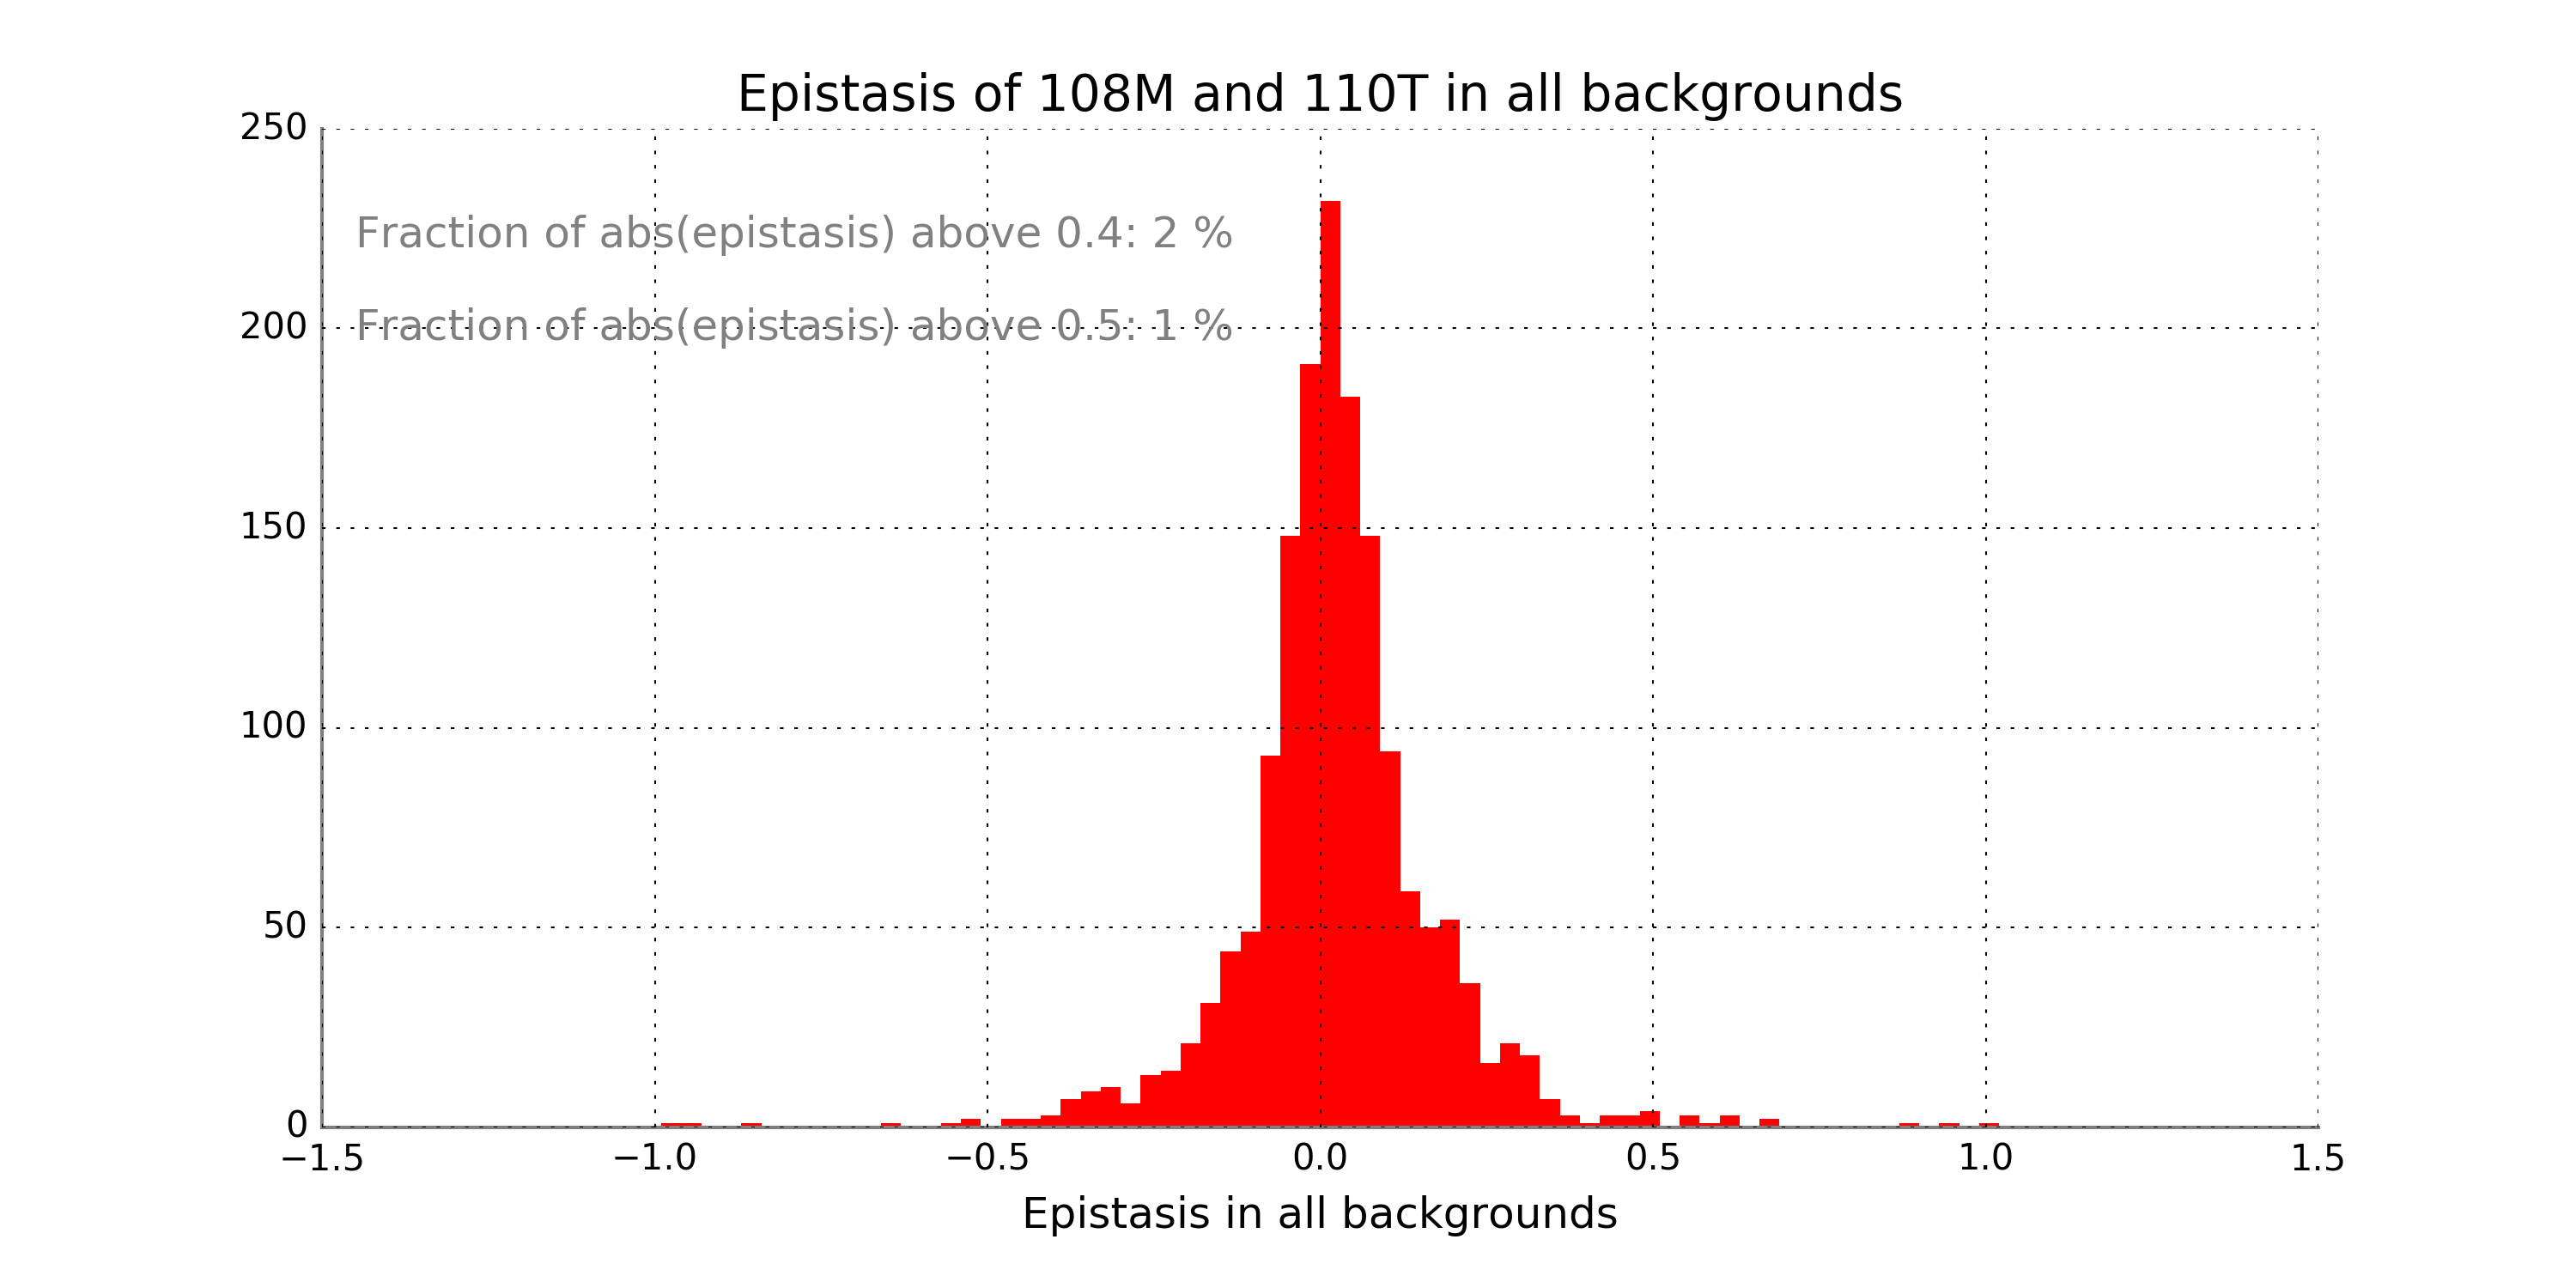 Epistasis of 108M and 110T in all backgrounds
250
Fraction of abs(epistasis) above 0.4: 2 %
200
Fraction of abs(epistasis) above 0.5: 1 %
150
100
50
0
−1.5 −1.0 −0.5 0.0 0.5 1.0 1.5
Epistasis in all backgrounds